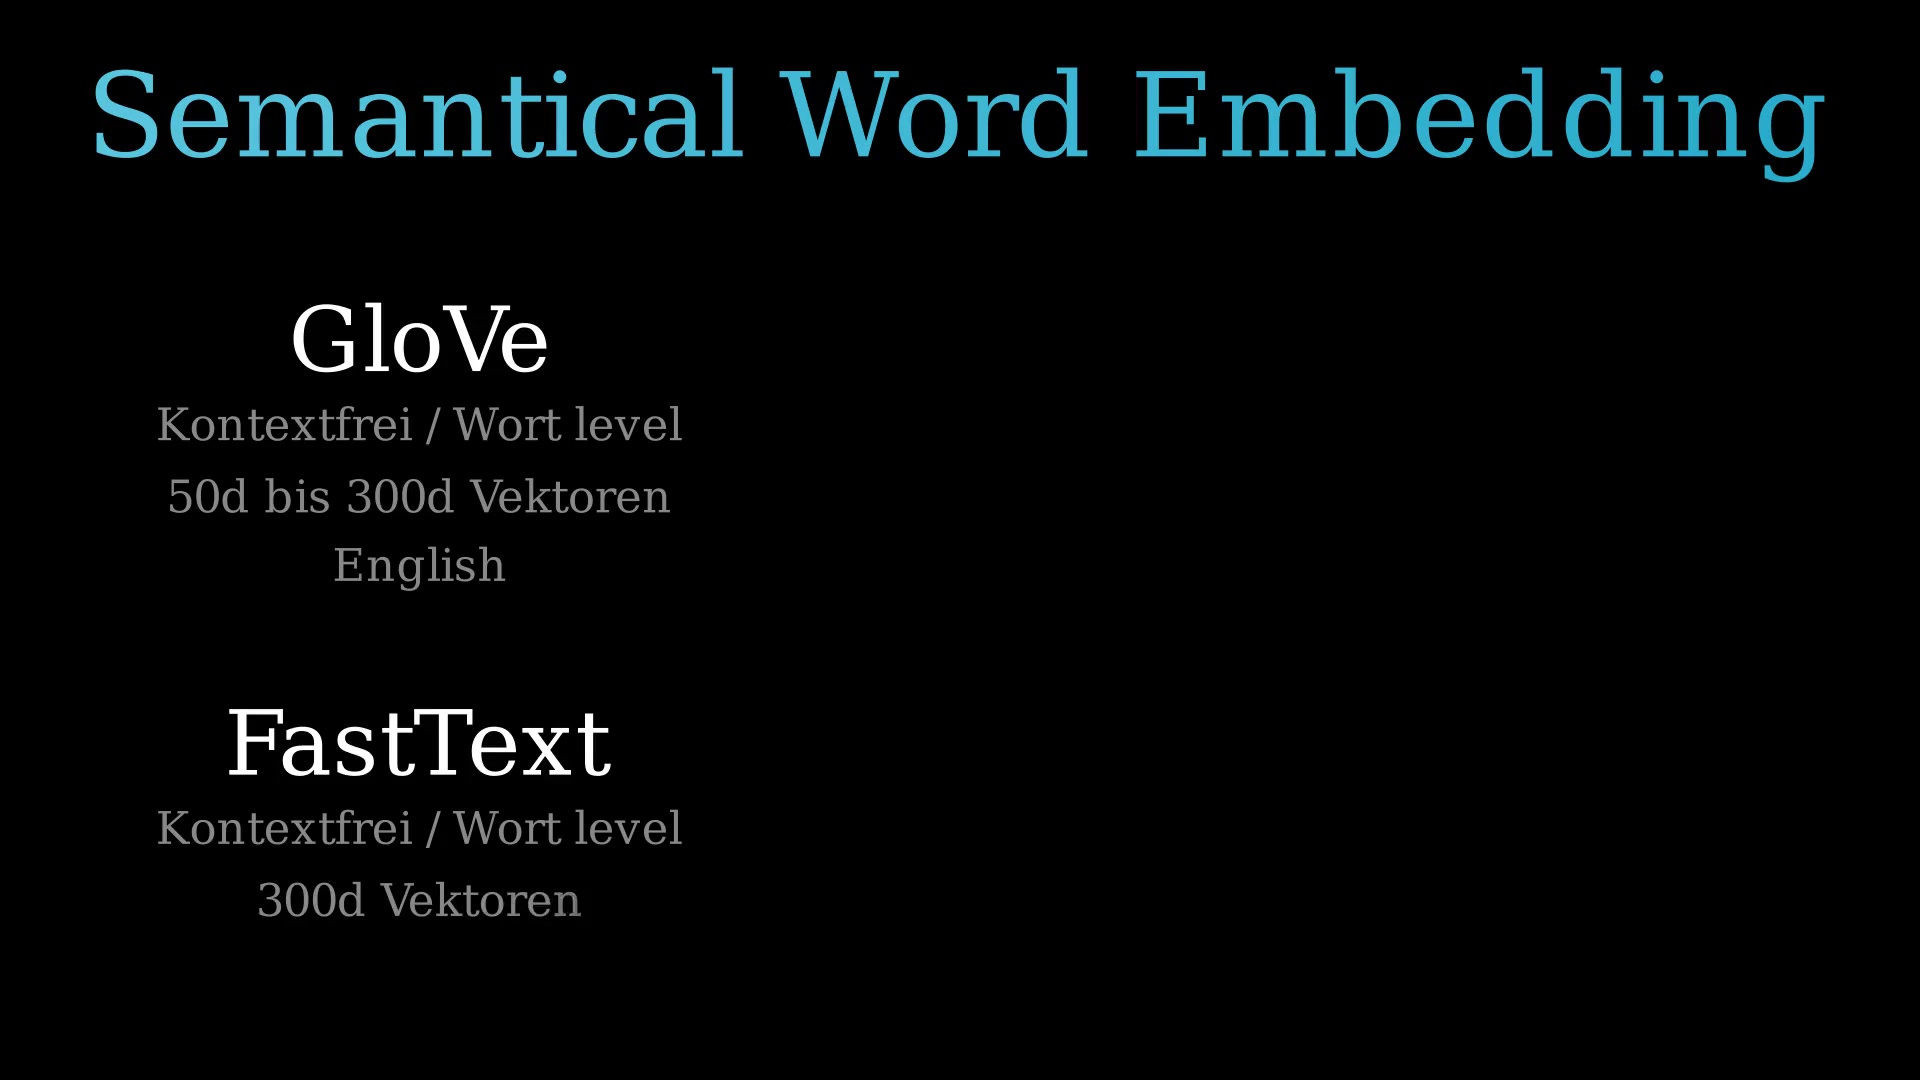 Semantical Word Embedding
GloVe
Kontextfrei / Wort level
50d bis 300d Vektoren
English
FastText
Kontextfrei / Wort level
300d Vektoren